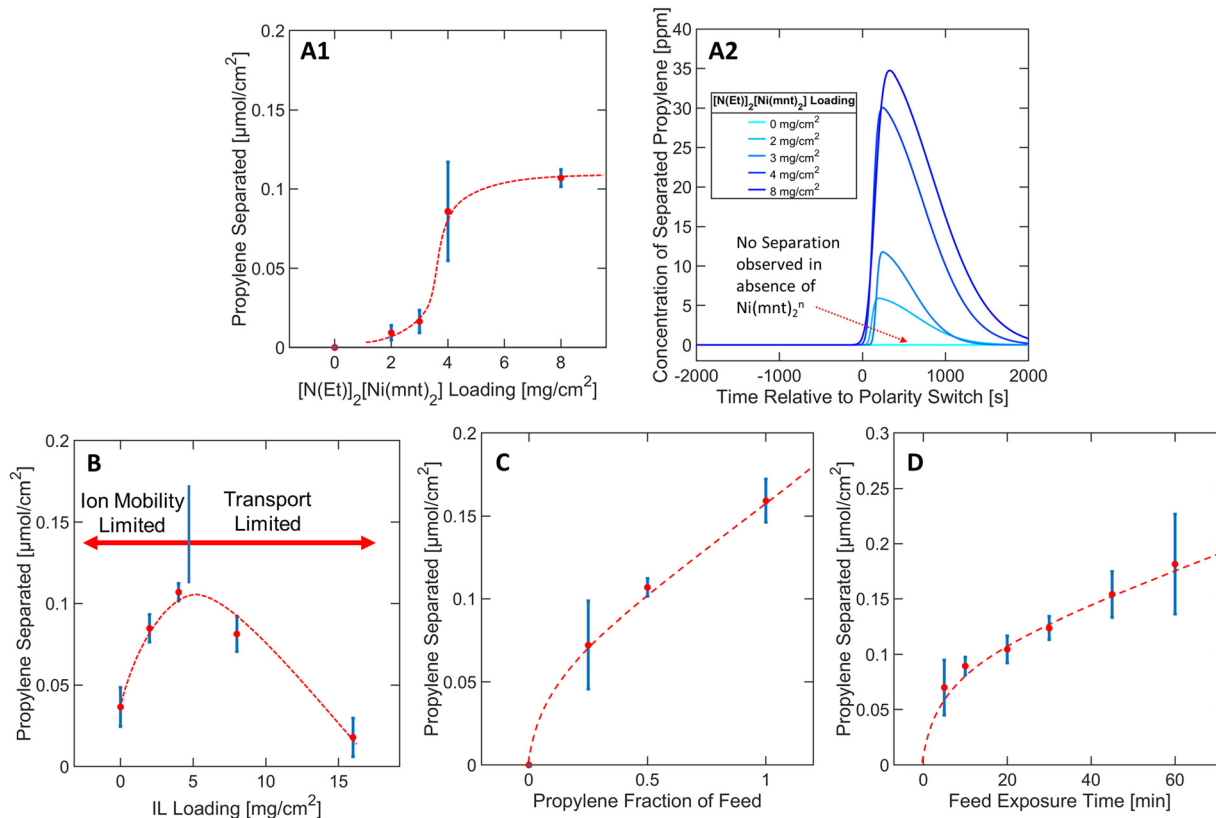 A1
Propylene Separated [µmol/cm²]
0.2
0.15
0.1
0.05
0
0 2 4 6 8
[N(Et)]₂[Ni(mnt)₂] Loading [mg/cm²]
A2
Concentration of Separated Propylene [ppm]
40
35
30
25
20
15
10
5
0
[N(Et)]₂[Ni(mnt)₂] Loading
0 mg/cm²
2 mg/cm²
3 mg/cm²
4 mg/cm²
8 mg/cm²
No Separation
observed in
absence of
Ni(mnt)₂ⁿ
-2000 -1000 0 1000 2000
Time Relative to Polarity Switch [s]
B
Propylene Separated [µmol/cm²]
0.2
0.15
0.1
0.05
0
Ion Mobility
Limited
Transport
Limited
0 5 10 15
IL Loading [mg/cm²]
C
Propylene Separated [µmol/cm²]
0.2
0.15
0.1
0.05
0
0 0.5 1
Propylene Fraction of Feed
D
Propylene Separated [µmol/cm²]
0.3
0.25
0.2
0.15
0.1
0.05
0
0 20 40 60
Feed Exposure Time [min]